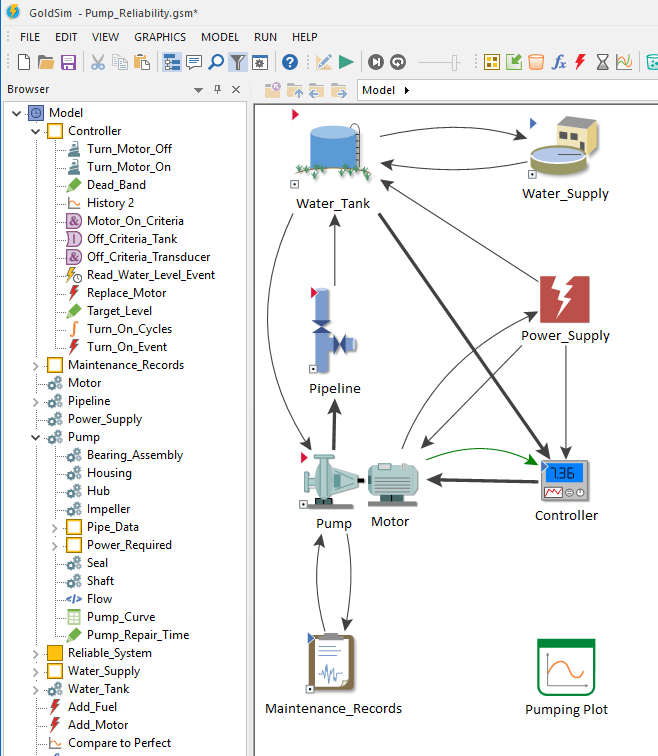 GoldSim - Pump_Reliability.gsm*
FILE EDIT VIEW GRAPHICS MODEL RUN HELP
Browser
Model
Model
Controller
Turn_Motor_Off
Turn_Motor_On
Dead_Band
History 2
Motor_On_Criteria
Off_Criteria_Tank
Off_Criteria_Transducer
Read_Water_Level_Event
Replace_Motor
Target_Level
Turn_On_Cycles
Turn_On_Event
Maintenance_Records
Motor
Pipeline
Power_Supply
Pump
Bearing_Assembly
Housing
Hub
Impeller
Pipe_Data
Power_Required
Seal
Shaft
Flow
Pump_Curve
Pump_Repair_Time
Reliable_System
Water_Supply
Water_Tank
Add_Fuel
Add_Motor
Compare to Perfect
Water_Tank
Water_Supply
Power_Supply
Pipeline
7.36
Pump
Motor
Controller
Maintenance_Records
Pumping Plot